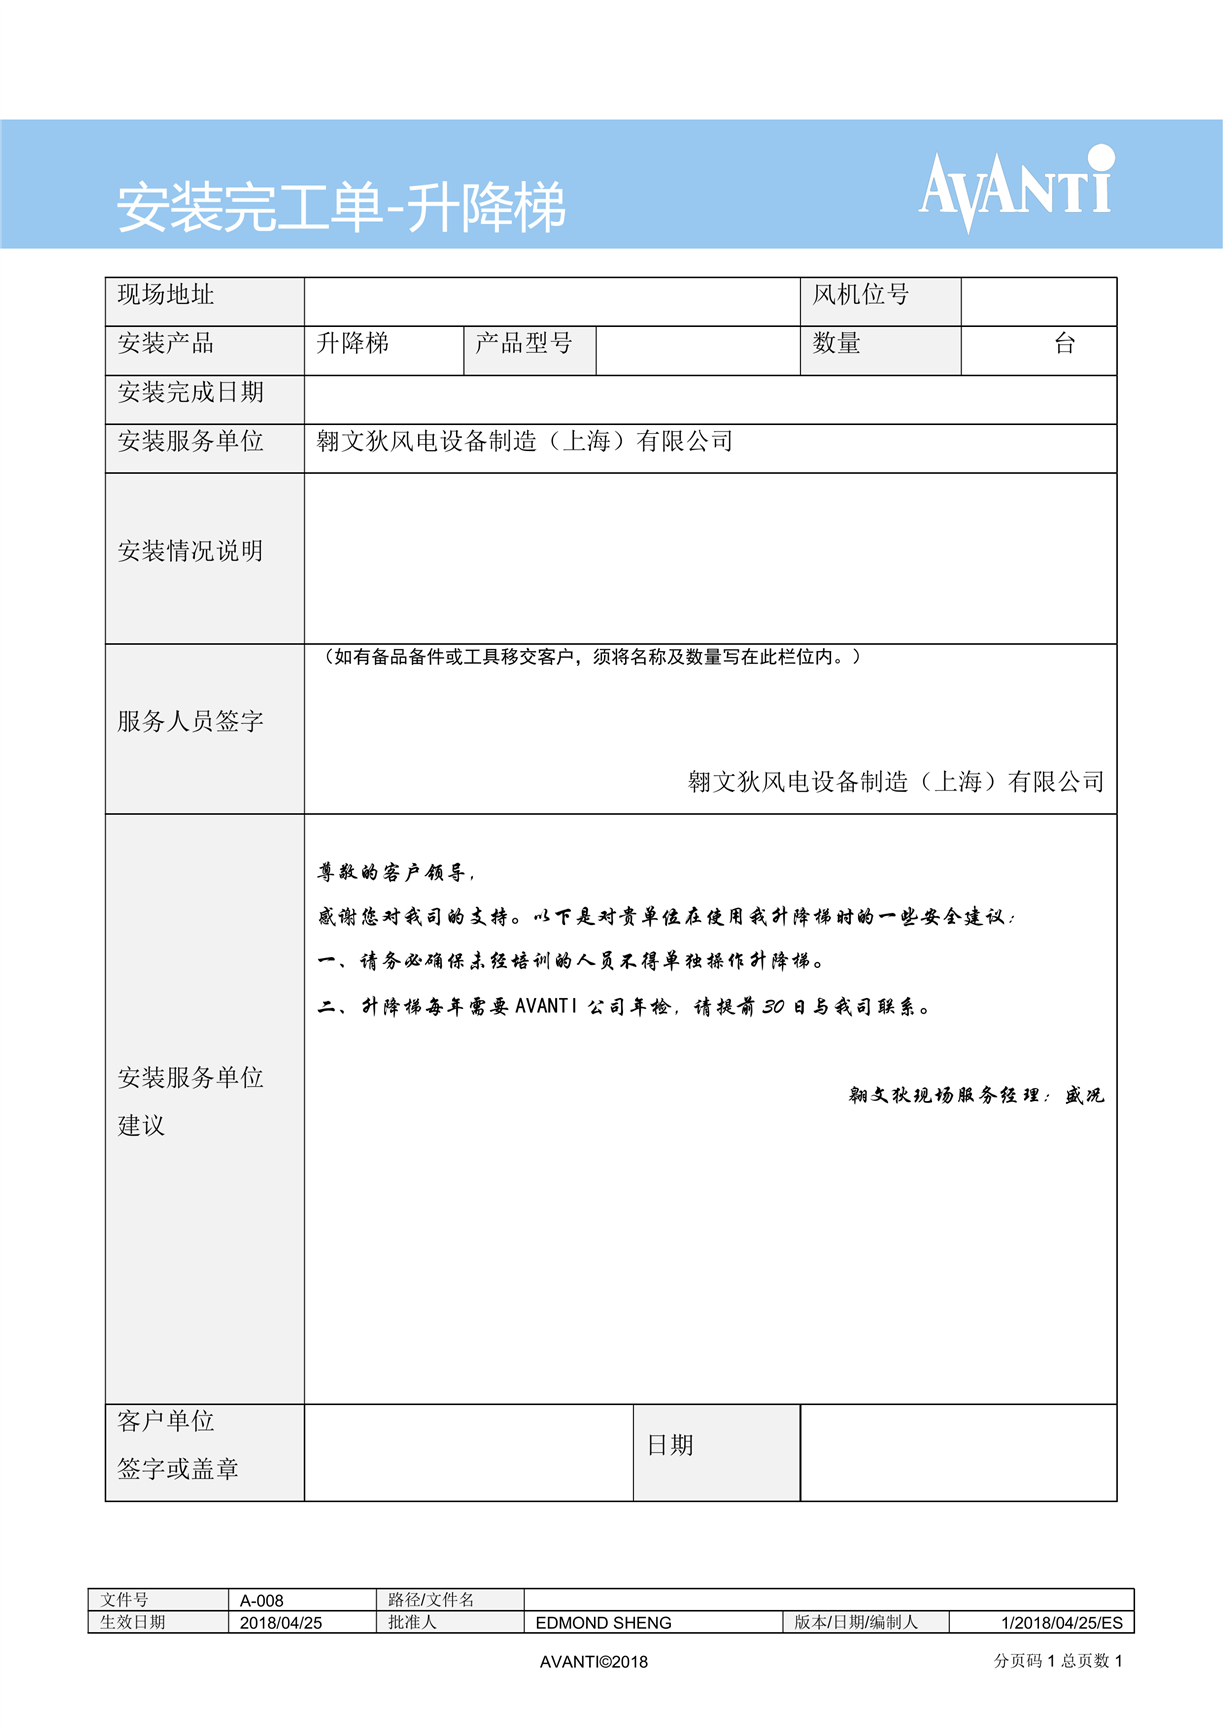 安装完工单-升降梯
AVANTi
现场地址 风机位号
安装产品 升降梯 产品型号 数量 台
安装完成日期
安装服务单位 翱文狄风电设备制造（上海）有限公司
安装情况说明
（如有备品备件或工具移交客户，须将名称及数量写在此栏位内。）
服务人员签字
翱文狄风电设备制造（上海）有限公司
尊敬的客户领导，
感谢您对我司的支持。以下是对贵单位在使用我升降梯时的一些安全建议：
一、请务必确保未经培训的人员不得单独操作升降梯。
二、升降梯每年需要 AVANTI 公司年检，请提前 30 日与我司联系。
安装服务单位
建议
翱文狄现场服务经理：盛况
客户单位
签字或盖章
日期
文件号 A-008 路径/文件名
生效日期 2018/04/25 批准人 EDMOND SHENG 版本/日期/编制人 1/2018/04/25/ES
AVANTI©2018 分页码 1 总页数 1